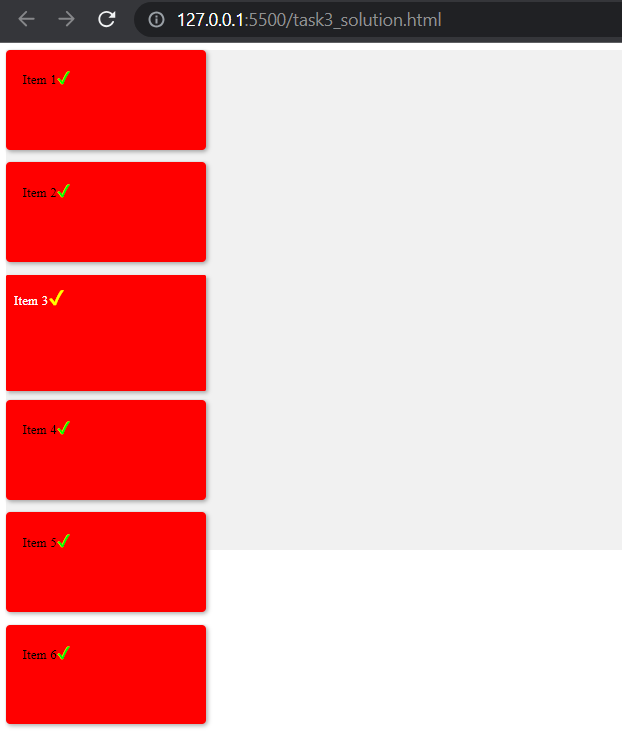 127.0.0.1:5500/task3_solution.html
Item 1✔
Item 2✔
Item 3✔
Item 4✔
Item 5✔
Item 6✔